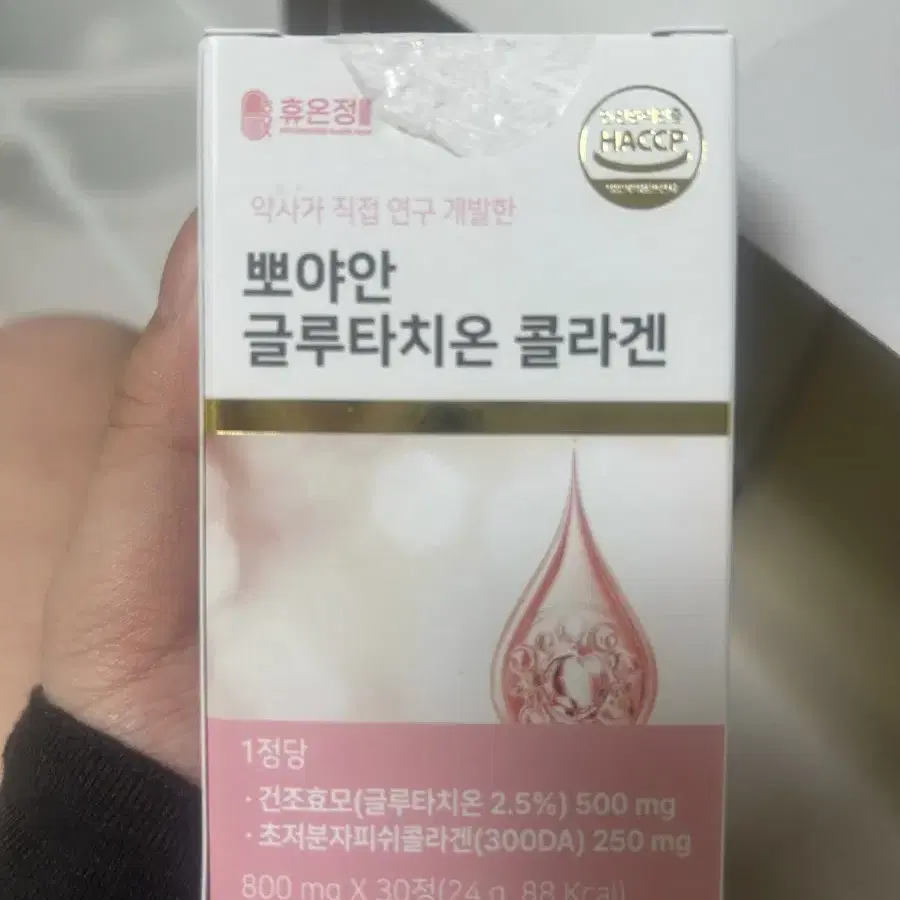 휴온정
HACCP
약사가 직접 연구 개발한
뽀야안
글루타치온 콜라겐
1정당
· 건조효모(글루타치온 2.5%) 500 mg
· 초저분자피쉬콜라겐(300DA) 250 mg
800 mg X 30정(24 g, 88 Kcal)